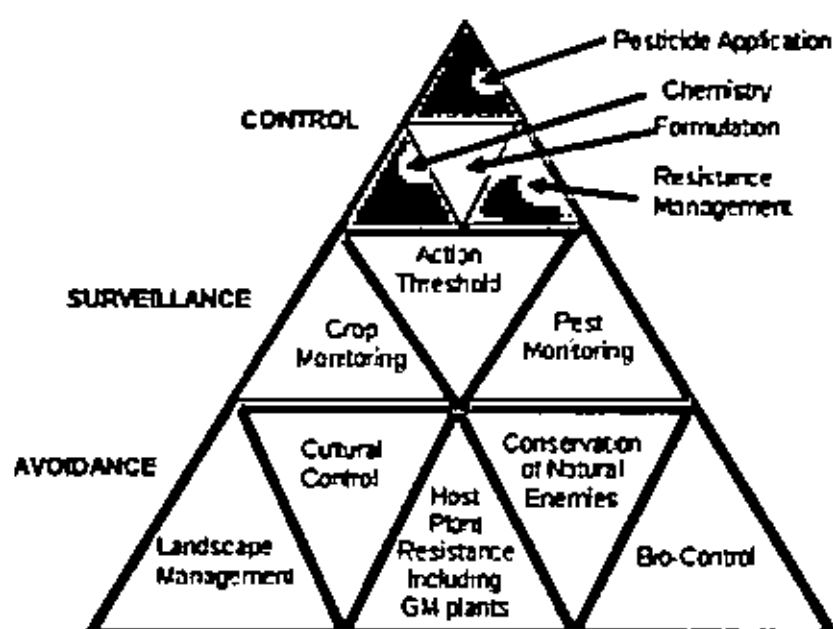 Pesticide Application
Chemistry
CONTROL
Formulation
Resistance
Management
Action
Threshold
SURVEILLANCE
Crop
Monitoring
Pest
Monitoring
AVOIDANCE
Cultural
Control
Conservation
of Natural
Enemies
Host
Plant
Resistance
Including
GM plants
Landscape
Management
Bio-Control